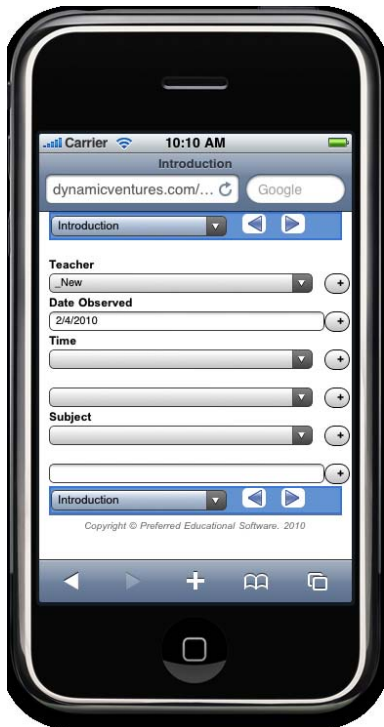 Carrier 10:10 AM
Introduction
dynamicventures.com/... Google
Introduction
Teacher
_New +
Date Observed
2/4/2010 +
Time
+
+
Subject
+
+
Introduction
Copyright © Preferred Educational Software. 2010
+